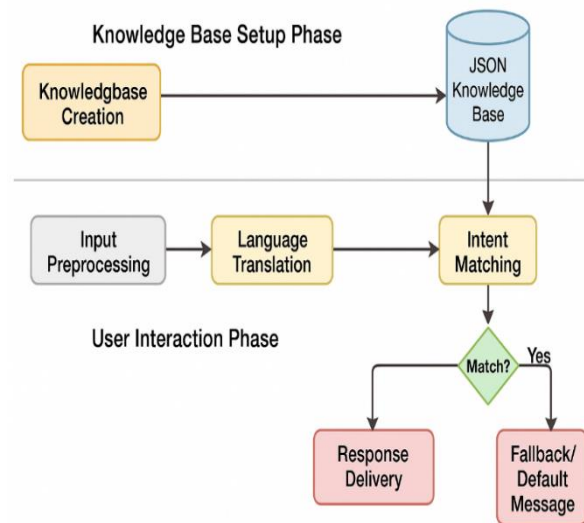 Knowledge Base Setup Phase
Knowledgbase
Creation
JSON
Knowledge
Base
Input
Preprocessing
Language
Translation
Intent
Matching
User Interaction Phase
Match?
Yes
Response
Delivery
Fallback/
Default
Message